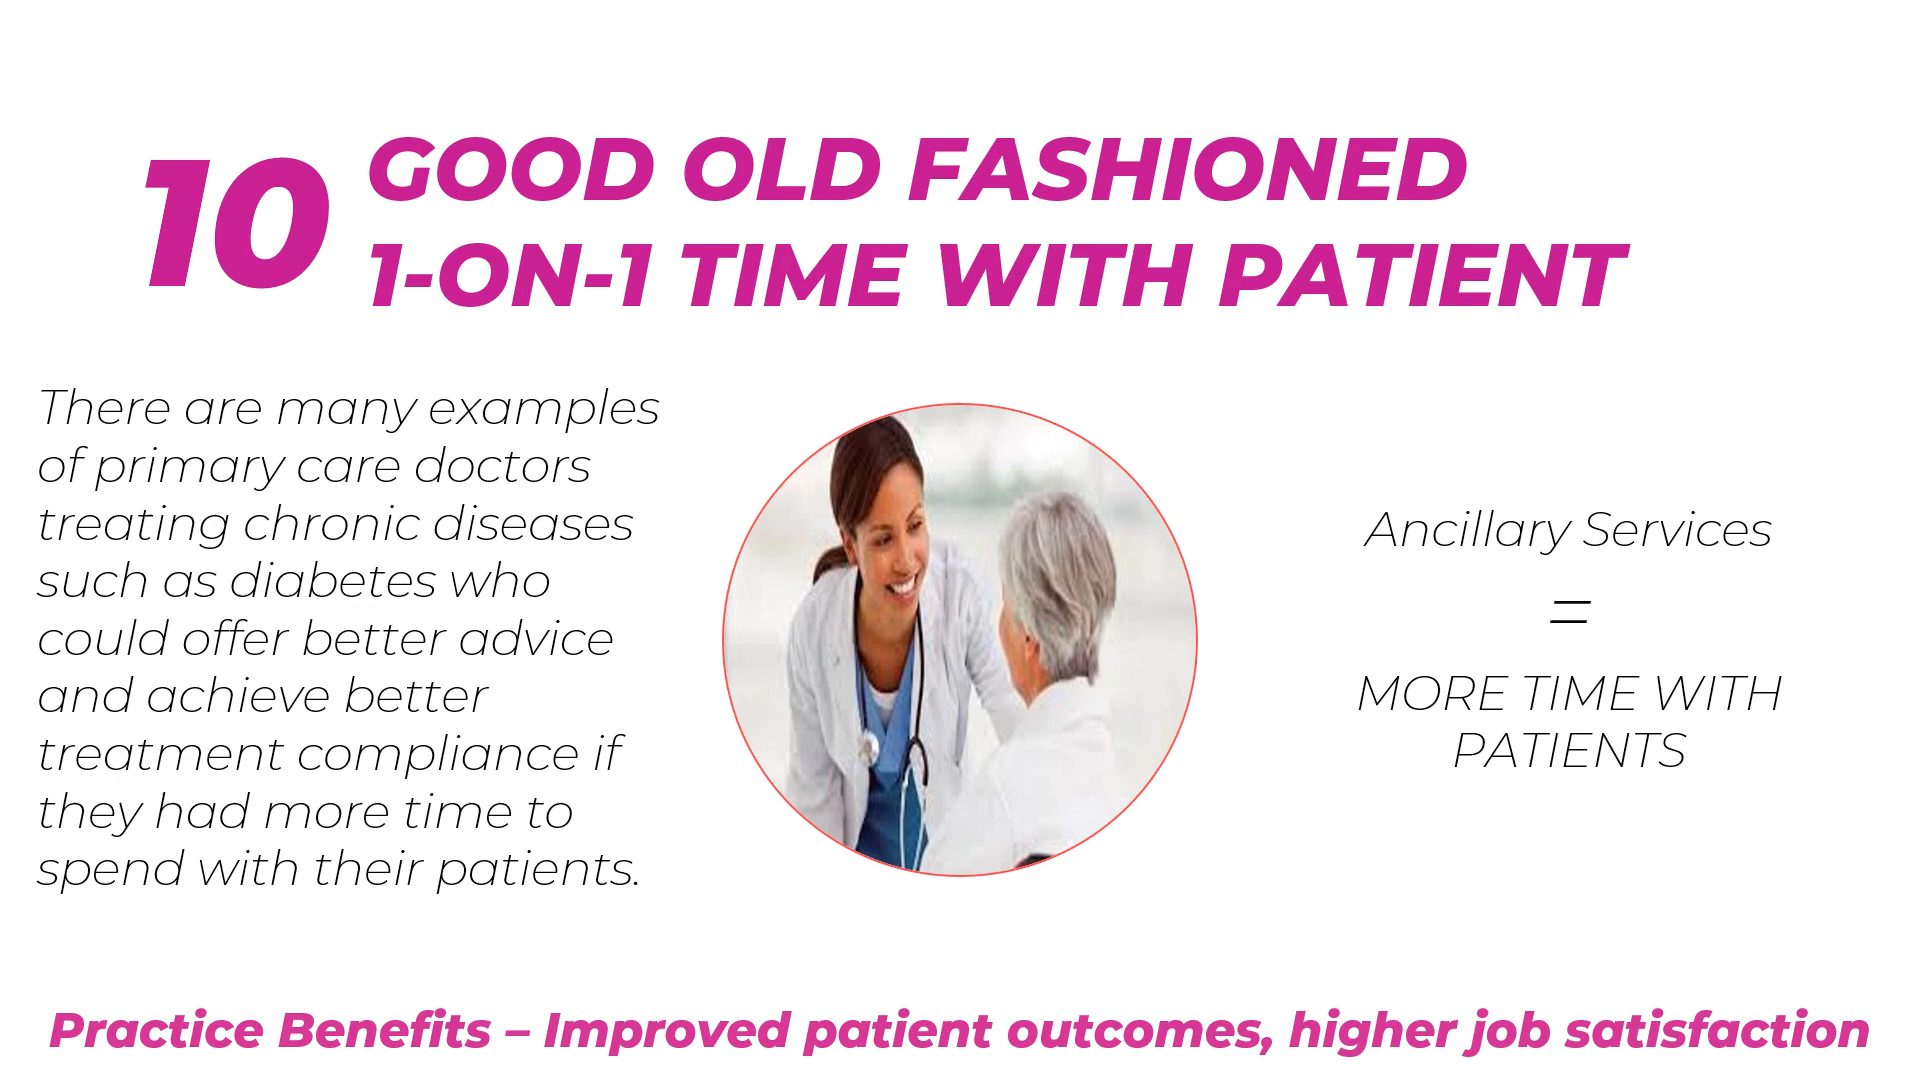 10
GOOD OLD FASHIONED
1-ON-1 TIME WITH PATIENT
There are many examples
of primary care doctors
treating chronic diseases
such as diabetes who
could offer better advice
and achieve better
treatment compliance if
they had more time to
spend with their patients.
Ancillary Services
=
MORE TIME WITH
PATIENTS
Practice Benefits – Improved patient outcomes, higher job satisfaction